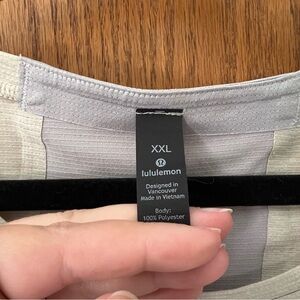 XXL
lululemon
Designed in
Vancouver
Made in Vietnam
Body:
100% Polyester